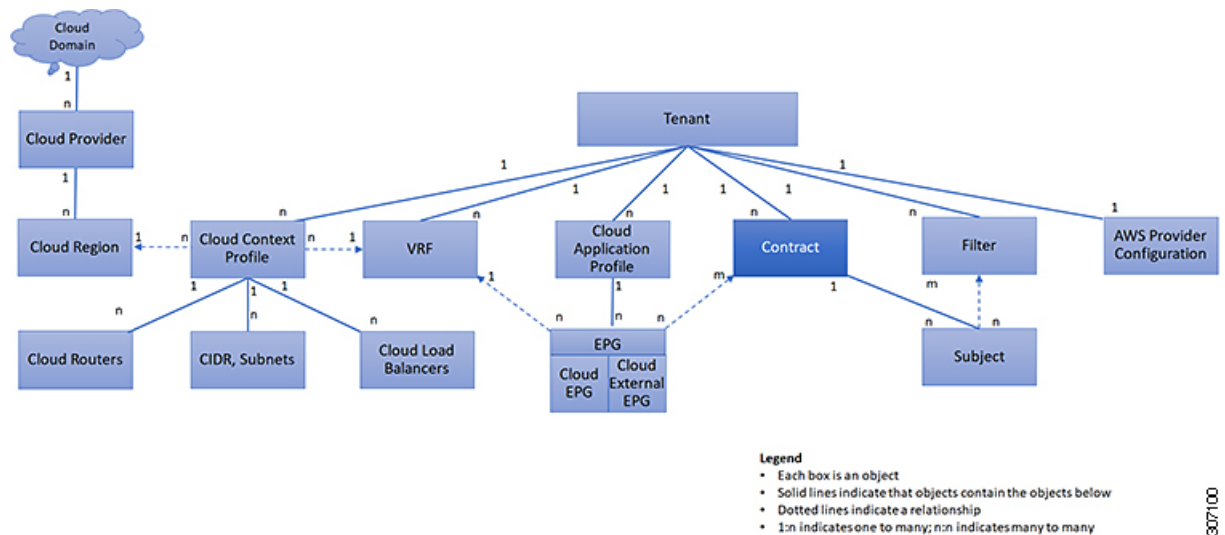 Cloud
Domain
1
n
Cloud Provider
Tenant
1
n
1
1
1
1
1
1
n
n
n
n
n
1
Cloud Region
1
n
Cloud Context
Profile
n
1
VRF
Cloud
Application
Profile
Contract
Filter
AWS Provider
Configuration
1
1
1
1
1
m
1
m
n
n
n
n
n
n
n
n
Cloud Routers
CIDR, Subnets
Cloud Load
Balancers
EPG
Cloud
EPG
Cloud
External
EPG
Subject
Legend
• Each box is an object
• Solid lines indicate that objects contain the objects below
• Dotted lines indicate a relationship
• 1:n indicates one to many; n:n indicates many to many
307100